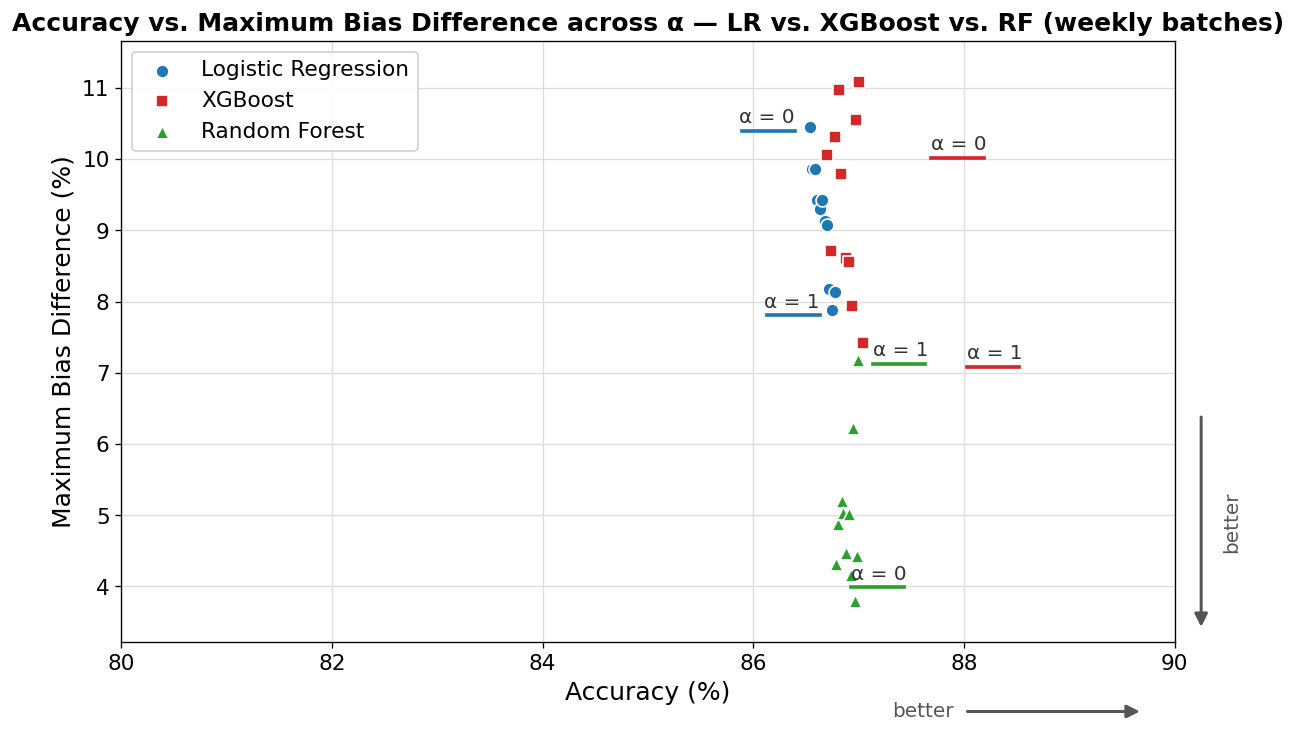 Accuracy vs. Maximum Bias Difference across α — LR vs. XGBoost vs. RF (weekly batches)
Logistic Regression
XGBoost
Random Forest
Maximum Bias Difference (%)
11
10
9
8
7
6
5
4
α = 0
α = 0
α = 1
α = 1
α = 1
α = 0
better
80
82
84
86
88
90
Accuracy (%)
better